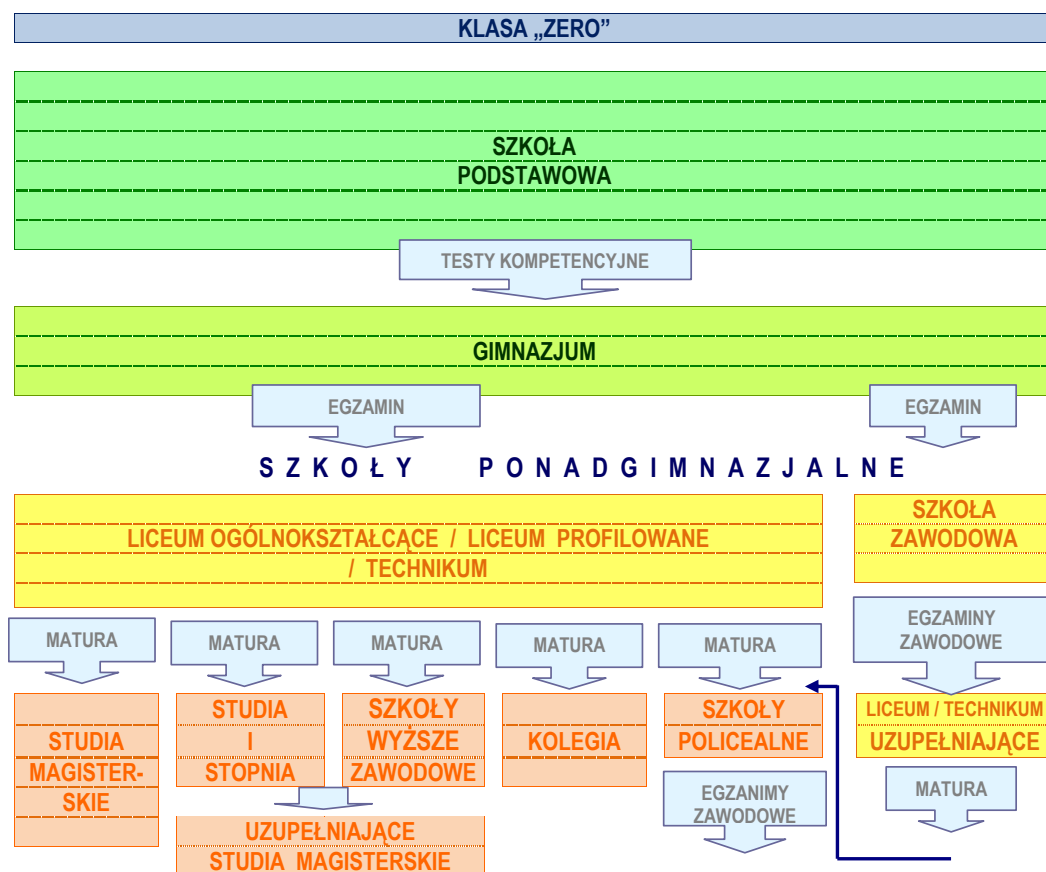 KLASA „ZERO”
SZKOŁA
PODSTAWOWA
TESTY KOMPETENCYJNE
GIMNAZJUM
EGZAMIN
EGZAMIN
SZKOŁY PONADGIMNAZJALNE
LICEUM OGÓLNOKSZTAŁCĄCE / LICEUM PROFILOWANE
/ TECHNIKUM
SZKOŁA
ZAWODOWA
MATURA
MATURA
MATURA
MATURA
MATURA
EGZAMINY
ZAWODOWE
STUDIA
MAGISTER-
SKIE
STUDIA
I
STOPNIA
SZKOŁY
WYŻSZE
ZAWODOWE
KOLEGIA
SZKOŁY
POLICEALNE
LICEUM / TECHNIKUM
UZUPEŁNIAJĄCE
EGZANIMY
ZAWODOWE
MATURA
UZUPEŁNIAJĄCE
STUDIA MAGISTERSKIE